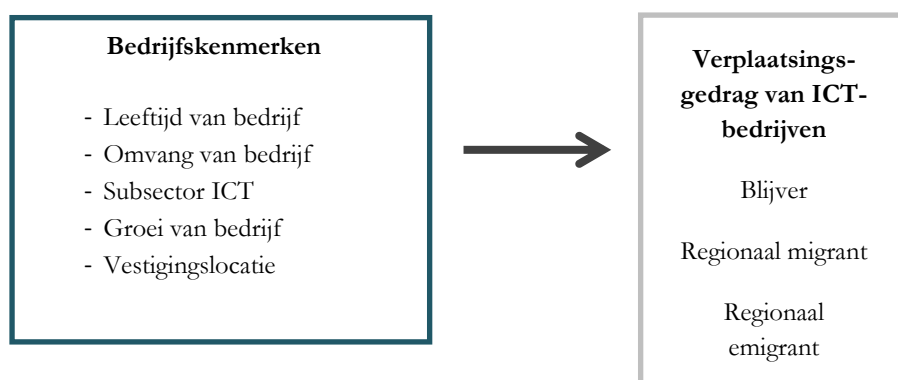 Bedrijfskenmerken
- Leeftijd van bedrijf
- Omvang van bedrijf
- Subsector ICT
- Groei van bedrijf
- Vestigingslocatie
Verplaatsings-
gedrag van ICT-
bedrijven
Blijver
Regionaal migrant
Regionaal
emigrant